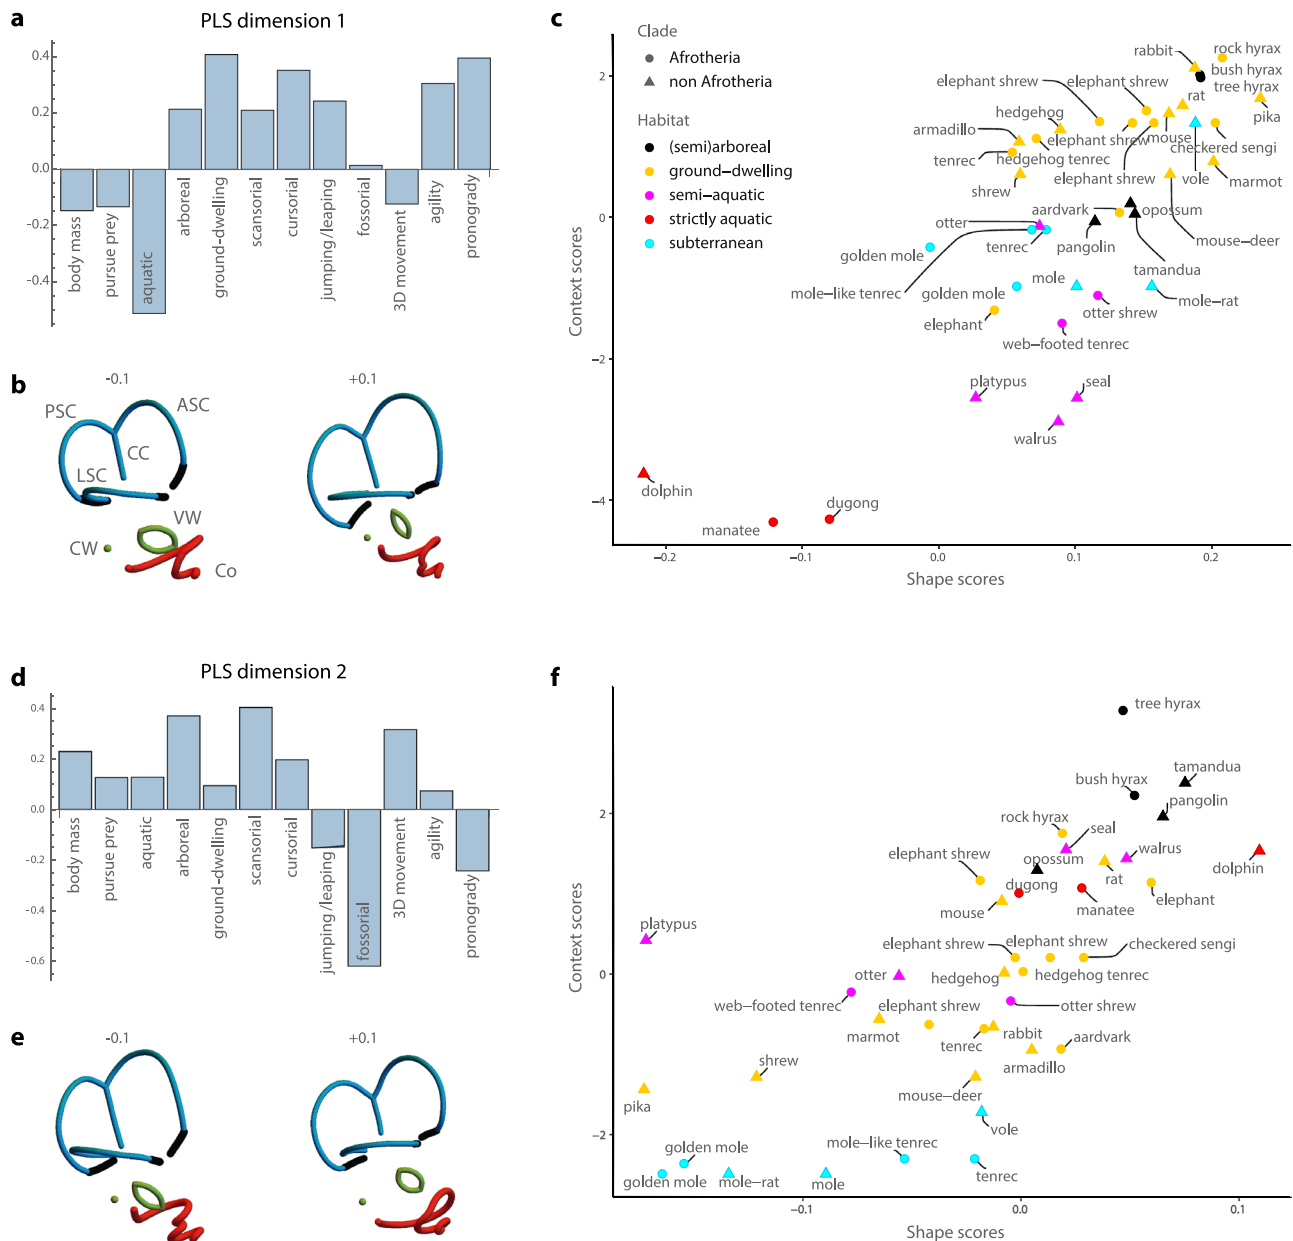 a
PLS dimension 1
0.4
0.2
0.0
-0.2
-0.4
body mass
pursue prey
aquatic
arboreal
ground-dwelling
scansorial
cursorial
jumping/leaping
fossorial
3D movement
agility
pronogrady
b
-0.1
+0.1
PSC
ASC
CC
LSC
VW
CW
Co
c
Clade
Afrotheria
non Afrotheria
Habitat
(semi)arboreal
ground−dwelling
semi−aquatic
strictly aquatic
subterranean
Context scores
2
0
−2
−4
−0.2
−0.1
0.0
0.1
0.2
Shape scores
rabbit
rock hyrax
bush hyrax
tree hyrax
elephant shrew
elephant shrew
rat
pika
hedgehog
armadillo
elephant shrew
mouse
checkered sengi
tenrec
hedgehog tenrec
shrew
elephant shrew
vole
marmot
aardvark
opossum
otter
tenrec
pangolin
mouse−deer
golden mole
tamandua
mole−like tenrec
golden mole
mole
mole−rat
elephant
otter shrew
web−footed tenrec
platypus
seal
walrus
dolphin
dugong
manatee
d
PLS dimension 2
0.4
0.2
0.0
-0.2
-0.4
-0.6
body mass
pursue prey
aquatic
arboreal
ground-dwelling
scansorial
cursorial
jumping /leaping
fossorial
3D movement
agility
pronogrady
e
-0.1
+0.1
f
Context scores
2
0
−2
-0.1
0.0
0.1
Shape scores
tree hyrax
tamandua
bush hyrax
pangolin
rock hyrax
seal
walrus
elephant shrew
opossum
dolphin
dugong
rat
mouse
manatee
elephant
platypus
elephant shrew
elephant shrew
checkered sengi
otter
hedgehog
hedgehog tenrec
web−footed tenrec
elephant shrew
otter shrew
marmot
tenrec
rabbit
aardvark
armadillo
shrew
pika
mouse−deer
vole
golden mole
mole−like tenrec
golden mole
mole−rat
mole
tenrec